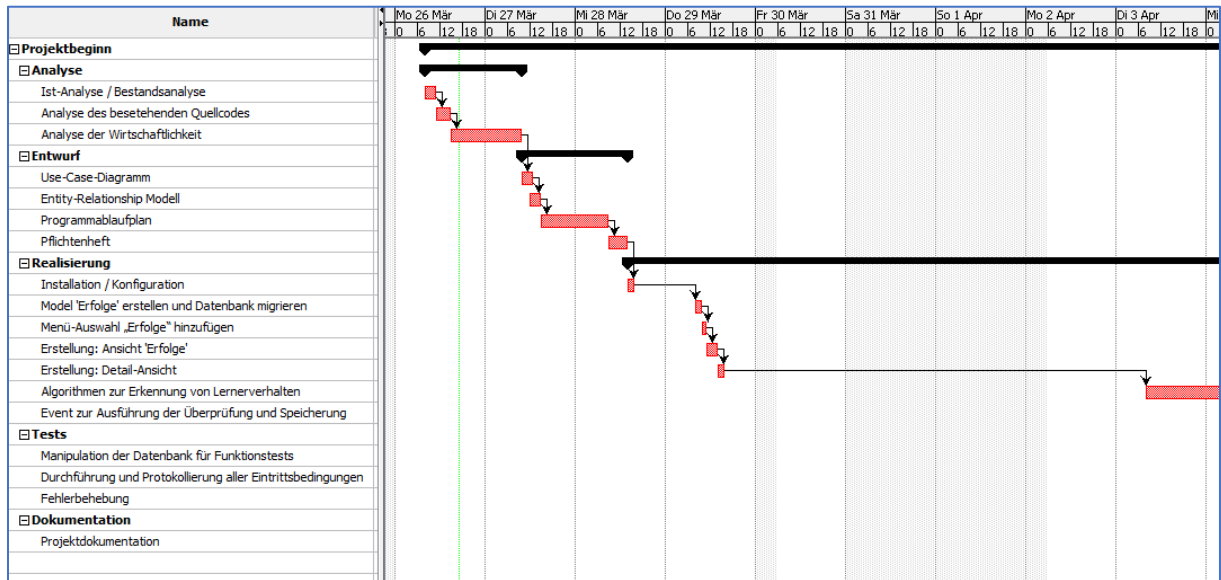 Name
Mo 26 Mär Di 27 Mär Mi 28 Mär Do 29 Mär Fr 30 Mär Sa 31 Mär So 1 Apr Mo 2 Apr Di 3 Apr Mi
0 6 12 18 0 6 12 18 0 6 12 18 0 6 12 18 0 6 12 18 0 6 12 18 0 6 12 18 0 6 12 18 0 6 12 18 0
Projektbeginn
Analyse
Ist-Analyse / Bestandsanalyse
Analyse des besetehenden Quellcodes
Analyse der Wirtschaftlichkeit
Entwurf
Use-Case-Diagramm
Entity-Relationship Modell
Programmablaufplan
Pflichtenheft
Realisierung
Installation / Konfiguration
Model 'Erfolge' erstellen und Datenbank migrieren
Menü-Auswahl „Erfolge“ hinzufügen
Erstellung: Ansicht 'Erfolge'
Erstellung: Detail-Ansicht
Algorithmen zur Erkennung von Lernerverhalten
Event zur Ausführung der Überprüfung und Speicherung
Tests
Manipulation der Datenbank für Funktionstests
Durchführung und Protokollierung aller Eintrittsbedingungen
Fehlerbehebung
Dokumentation
Projektdokumentation